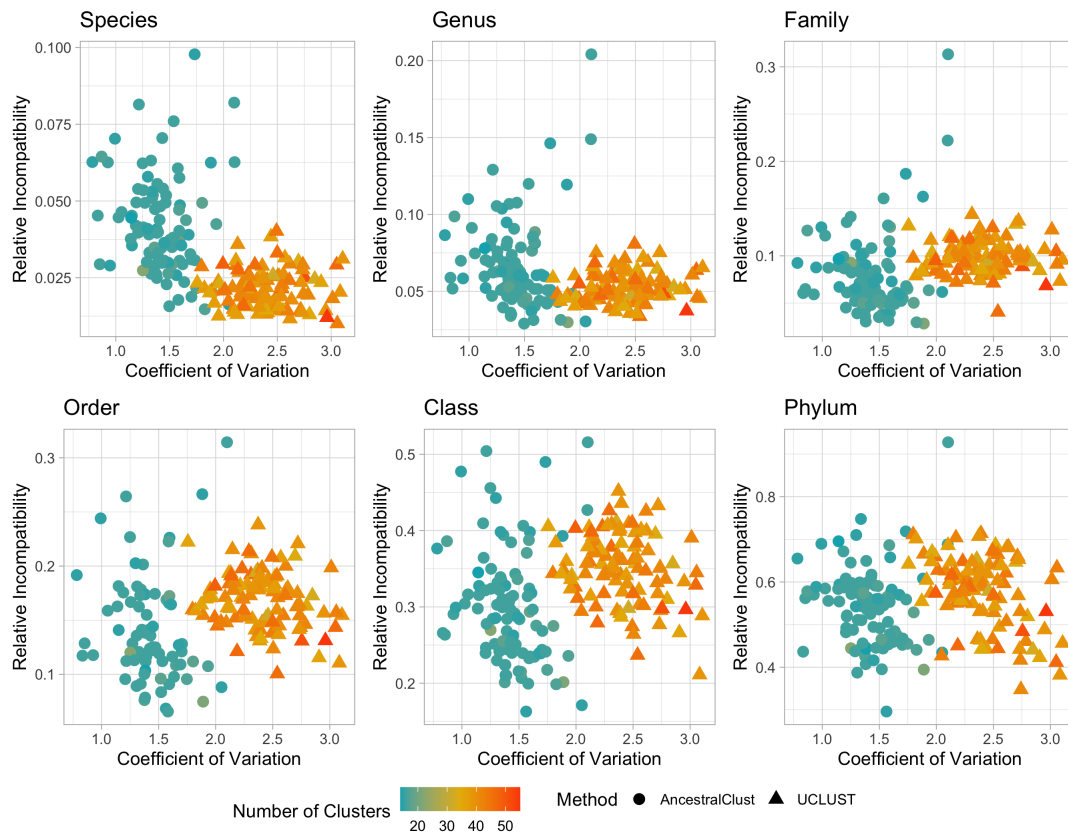 Species
Genus
Family
0.100
0.075
0.050
0.025
Relative Incompatibility
1.0 1.5 2.0 2.5 3.0
Coefficient of Variation
0.20
0.15
0.10
0.05
Relative Incompatibility
1.0 1.5 2.0 2.5 3.0
Coefficient of Variation
0.3
0.2
0.1
Relative Incompatibility
1.0 1.5 2.0 2.5 3.0
Coefficient of Variation
Order
Class
Phylum
0.3
0.2
0.1
Relative Incompatibility
1.0 1.5 2.0 2.5 3.0
Coefficient of Variation
0.5
0.4
0.3
0.2
Relative Incompatibility
1.0 1.5 2.0 2.5 3.0
Coefficient of Variation
0.8
0.6
0.4
Relative Incompatibility
1.0 1.5 2.0 2.5 3.0
Coefficient of Variation
Number of Clusters
20 30 40 50
Method AncestralClust UCLUST